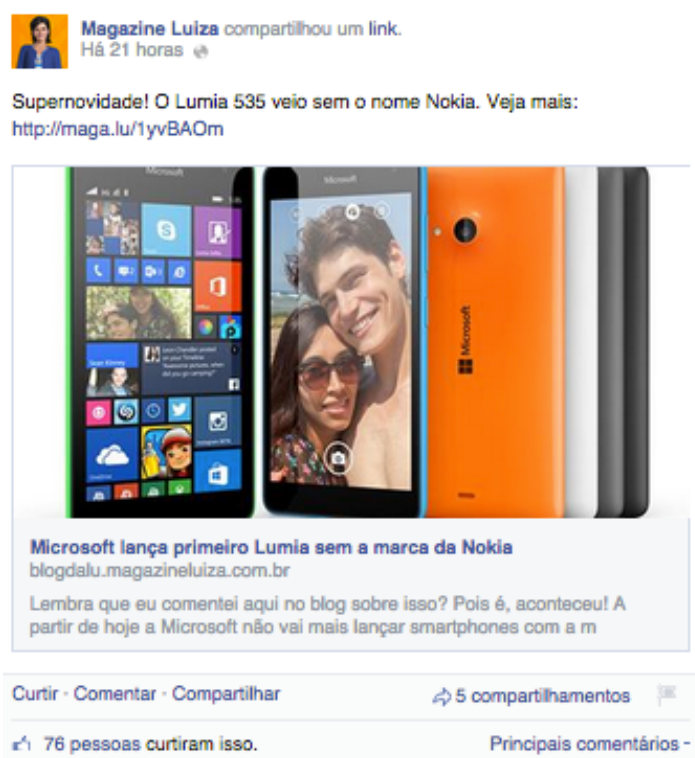 Magazine Luiza compartilhou um link.
Há 21 horas
Supernovidade! O Lumia 535 veio sem o nome Nokia. Veja mais:
http://maga.lu/1yvBAOm
Microsoft
Microsoft
Microsoft
Microsoft lança primeiro Lumia sem a marca da Nokia
blogdalu.magazineluiza.com.br
Lembra que eu comentei aqui no blog sobre isso? Pois é, aconteceu! A
partir de hoje a Microsoft não vai mais lançar smartphones com a m
Curtir · Comentar · Compartilhar
5 compartilhamentos
76 pessoas curtiram isso.
Principais comentários